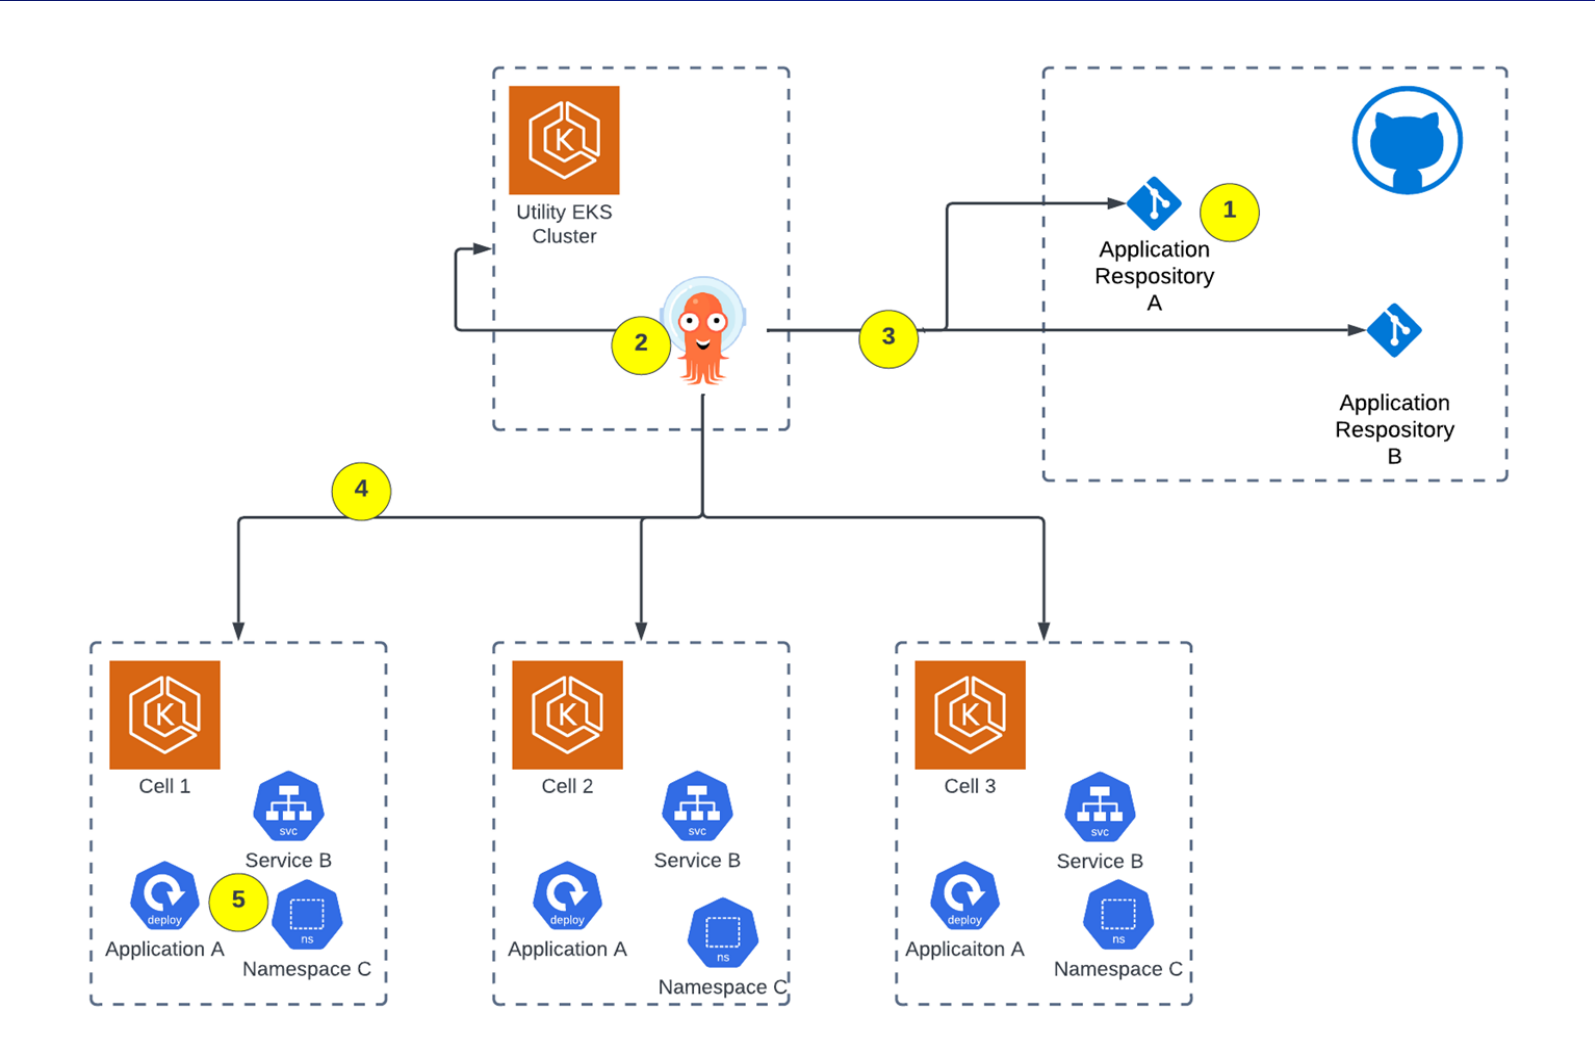 Utility EKS
Cluster
1
Application
Respository
A
2
3
Application
Respository
B
4
Cell 1
svc
Service B
deploy
Application A
5
ns
Namespace C
Cell 2
svc
Service B
deploy
Application A
ns
Namespace C
Cell 3
svc
Service B
deploy
Applicaiton A
ns
Namespace C